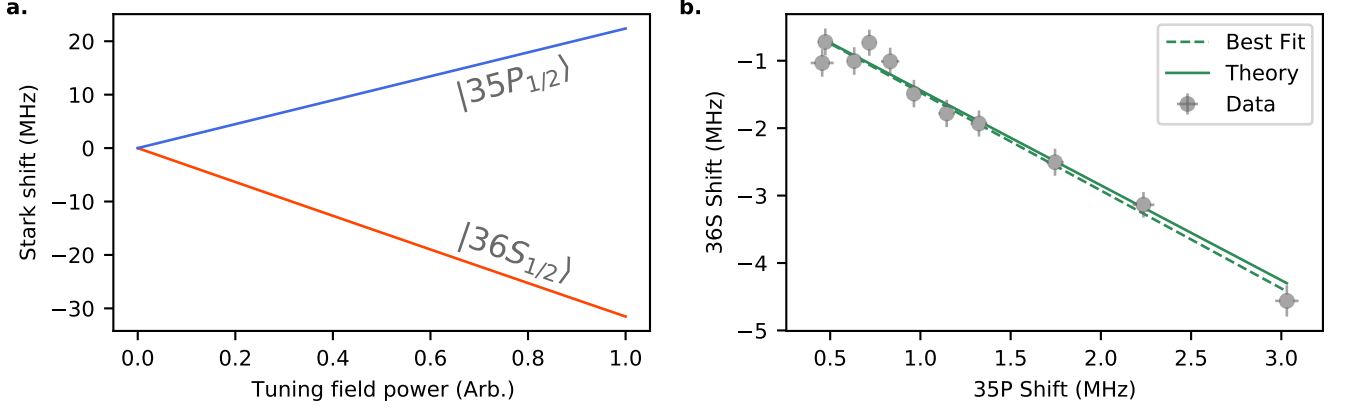 a.
Stark shift (MHz)
20
10
0
−10
−20
−30
|35P1/2⟩
|36S1/2⟩
0.0 0.2 0.4 0.6 0.8 1.0
Tuning field power (Arb.)
b.
36S Shift (MHz)
−1
−2
−3
−4
−5
Best Fit
Theory
Data
0.5 1.0 1.5 2.0 2.5 3.0
35P Shift (MHz)